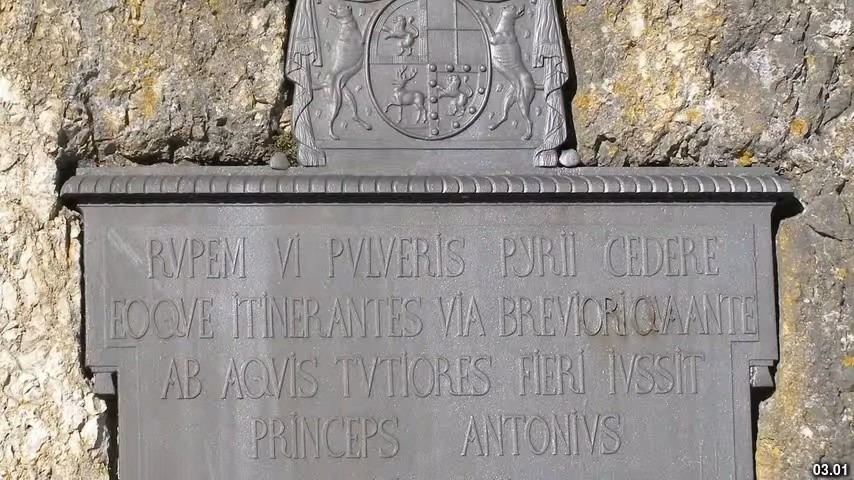 RVPEM VI PVLVERIS PYRII CEDERE
EOQVE ITINERANTES VIA BREVIORI QVA ANTE
AB AQVIS TVTIORES FIERI IVSSIT
PRINCEPS ANTONIVS
03.01